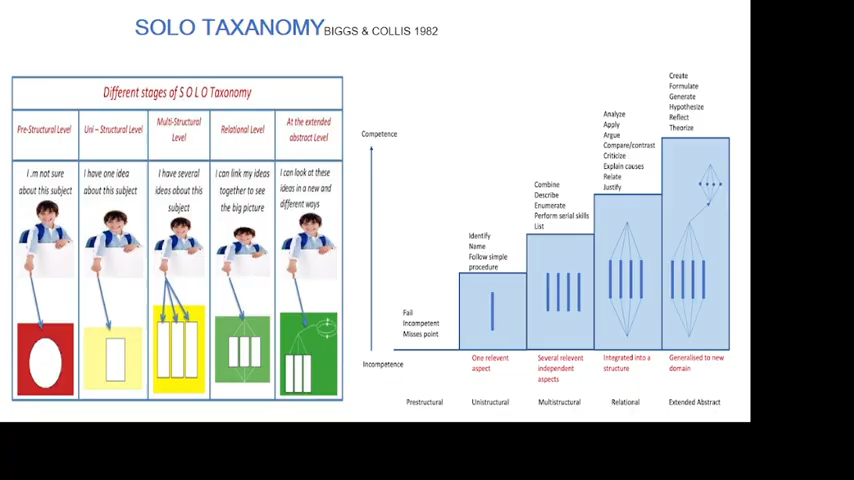 SOLO TAXANOMY BIGGS & COLLIS 1982
Different stages of S O L O Taxonomy
Pre-Structural Level
Uni – Structural Level
Multi-Structural
Level
Relational Level
At the extended
abstract Level
I .m not sure
about this subject
I have one idea
about this subject
I have several
ideas about this
subject
I can link my ideas
together to see
the big picture
I can look at these
ideas in a new and
different ways
Competence
Incompetence
Fail
Incompetent
Misses point
Identify
Name
Follow simple
procedure
Combine
Describe
Enumerate
Perform serial skills
List
Analyze
Apply
Argue
Compare/contrast
Criticize
Explain causes
Relate
Justify
Create
Formulate
Generate
Hypothesize
Reflect
Theorize
One relevent
aspect
Several relevent
independent
aspects
Integrated into a
structure
Generalised to new
domain
Prestructural
Unistructural
Multistructural
Relational
Extended Abstract